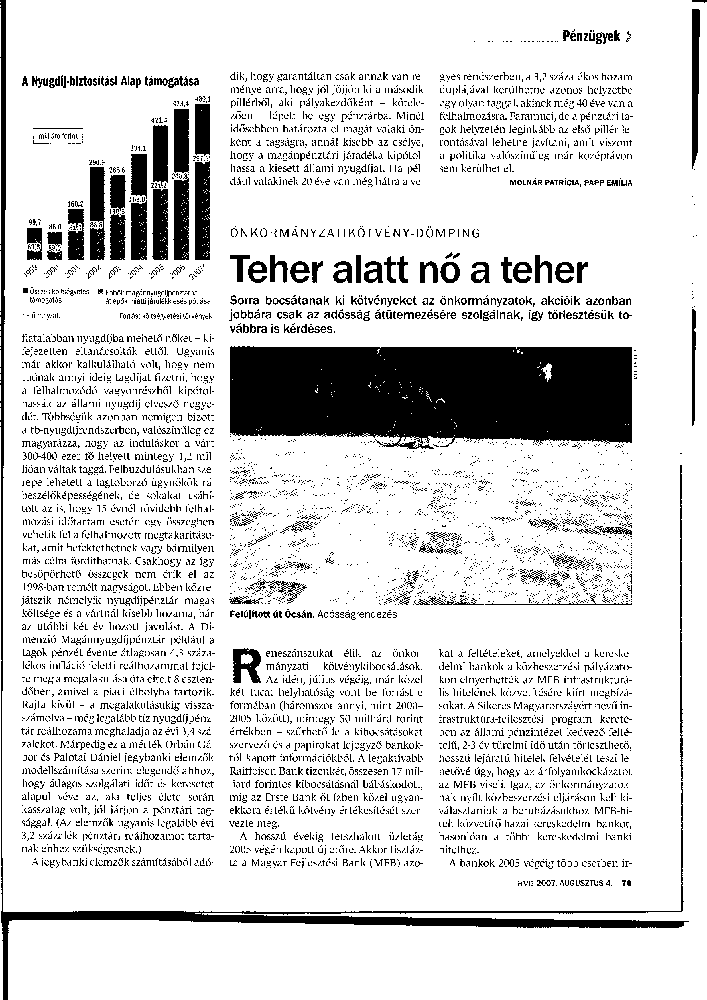 Pénzügyek
A Nyugdíj-biztosítási Alap támogatása
milliárd forint
99,7
86,0
160,2
290,9
265,6
334,1
421,4
473,4
489,1
69,8
69,0
81,3
88,6
130,5
168,0
211,2
240,8
297,5
1999
2000
2001
2002
2003
2004
2005
2006
2007*
Összes költségvetési
támogatás
Ebből: magánnyugdíjpénztárba
átlépők miatti járulékkiesés pótlása
*Előirányzat.
Forrás: költségvetési törvények
fiatalabban nyugdíjba mehető nőket – ki-
fejezetten eltanácsolták ettől. Ugyanis
már akkor kalkulálható volt, hogy nem
tudnak annyi ideig tagdíjat fizetni, hogy
a felhalmozódó vagyonrészből kipótol-
hassák az állami nyugdíj elvesző negye-
dét. Többségük azonban nemigen bízott
a tb-nyugdíjrendszerben, valószínűleg ez
magyarázza, hogy az induláskor a várt
300-400 ezer fő helyett mintegy 1,2 mil-
lióan váltak taggá. Felbuzdulásukban sze-
repe lehetett a tagtoborzó ügynökök rá-
beszélőképességének, de sokakat csábí-
tott az is, hogy 15 évnél rövidebb felhal-
mozási időtartam esetén egy összegben
vehetik fel a felhalmozott megtakarításu-
kat, amit befektethetnek vagy bármilyen
más célra fordíthatnak. Csakhogy az így
besöpörhető összegek nem érik el az
1998-ban remélt nagyságot. Ebben közre-
játszik némelyik nyugdíjpénztár magas
költsége és a vártnál kisebb hozama, bár
az utóbbi két év hozott javulást. A Di-
menzió Magánnyugdíjpénztár például a
tagok pénzét évente átlagosan 4,3 száza-
lékos infláció feletti reálhozammal fejel-
te meg a megalakulása óta eltelt 8 eszten-
dőben, amivel a piaci élbolyba tartozik.
Rajta kívül – a megalakulásukig vissza-
számolva – még legalább tíz nyugdíjpénz-
tár reálhozama meghaladja az évi 3,4 szá-
zalékot. Márpedig ez a mérték Orbán Gá-
bor és Palotai Dániel jegybanki elemzők
modellszámítása szerint elegendő ahhoz,
hogy átlagos szolgálati időt és keresetet
alapul véve az, aki teljes élete során
kasszatag volt, jól járjon a pénztári tag-
sággal. (Az elemzők ugyanis legalább évi
3,2 százalék pénztári reálhozamot tarta-
nak ehhez szükségesnek.)
A jegybanki elemzők számításából adó-
dik, hogy garantáltan csak annak van re-
ménye arra, hogy jól jöjjön ki a második
pillérből, aki pályakezdőként – kötele-
zően – lépett be egy pénztárba. Minél
idősebben határozta el magát valaki ön-
ként a tagságra, annál kisebb az esélye,
hogy a magánpénztári járadéka kipótol-
hassa a kiesett állami nyugdíjat. Ha pél-
dául valakinek 20 éve van még hátra a ve-
gyes rendszerben, a 3,2 százalékos hozam
duplájával kerülhetne azonos helyzetbe
egy olyan taggal, akinek még 40 éve van a
felhalmozásra. Faramuci, de a pénztári ta-
gok helyzetén leginkább az első pillér le-
rontásával lehetne javítani, amit viszont
a politika valószínűleg már középtávon
sem kerülhet el.
MOLNÁR PATRÍCIA, PAPP EMÍLIA
ÖNKORMÁNYZATIKÖTVÉNY-DÖMPING
Teher alatt nő a teher
Sorra bocsátanak ki kötvényeket az önkormányzatok, akcióik azonban
jobbára csak az adósság átütemezésére szolgálnak, így törlesztésük to-
vábbra is kérdéses.
MÜLLER JUDIT
Felújított út Ócsán. Adósságrendezés
Reneszánszukat élik az önkor-
mányzati kötvénykibocsátások.
Az idén, július végéig, már közel
két tucat helyhatóság vont be forrást e
formában (háromszor annyi, mint 2000–
2005 között), mintegy 50 milliárd forint
értékben – szűrhető le a kibocsátásokat
szervező és a papírokat lejegyző bankok-
tól kapott információkból. A legaktívabb
Raiffeisen Bank tizenkét, összesen 17 mil-
liárd forintos kibocsátásnál bábáskodott,
míg az Erste Bank öt ízben közel ugyan-
ekkora értékű kötvény értékesítését szer-
vezte meg.
A hosszú évekig tetszhalott üzletág
2005 végén kapott új erőre. Akkor tisztáz-
ta a Magyar Fejlesztési Bank (MFB) azo-
kat a feltételeket, amelyekkel a kereske-
delmi bankok a közbeszerzési pályázato-
kon elnyerhették az MFB infrastrukturá-
lis hitelének közvetítésére kiírt megbízá-
sokat. A Sikeres Magyarországért nevű in-
frastruktúra-fejlesztési program kereté-
ben az állami pénzintézet kedvező felté-
telű, 2-3 év türelmi idő után törleszthető,
hosszú lejáratú hitelek felvételét teszi le-
hetővé úgy, hogy az árfolyamkockázatot
az MFB viseli. Igaz, az önkormányzatok-
nak nyílt közbeszerzési eljáráson kell ki-
választaniuk a beruházásukhoz MFB-hi-
telt közvetítő hazai kereskedelmi bankot,
hasonlóan a többi kereskedelmi banki
hitelhez.
A bankok 2005 végéig több esetben ir-
HVG 2007. AUGUSZTUS 4. 79